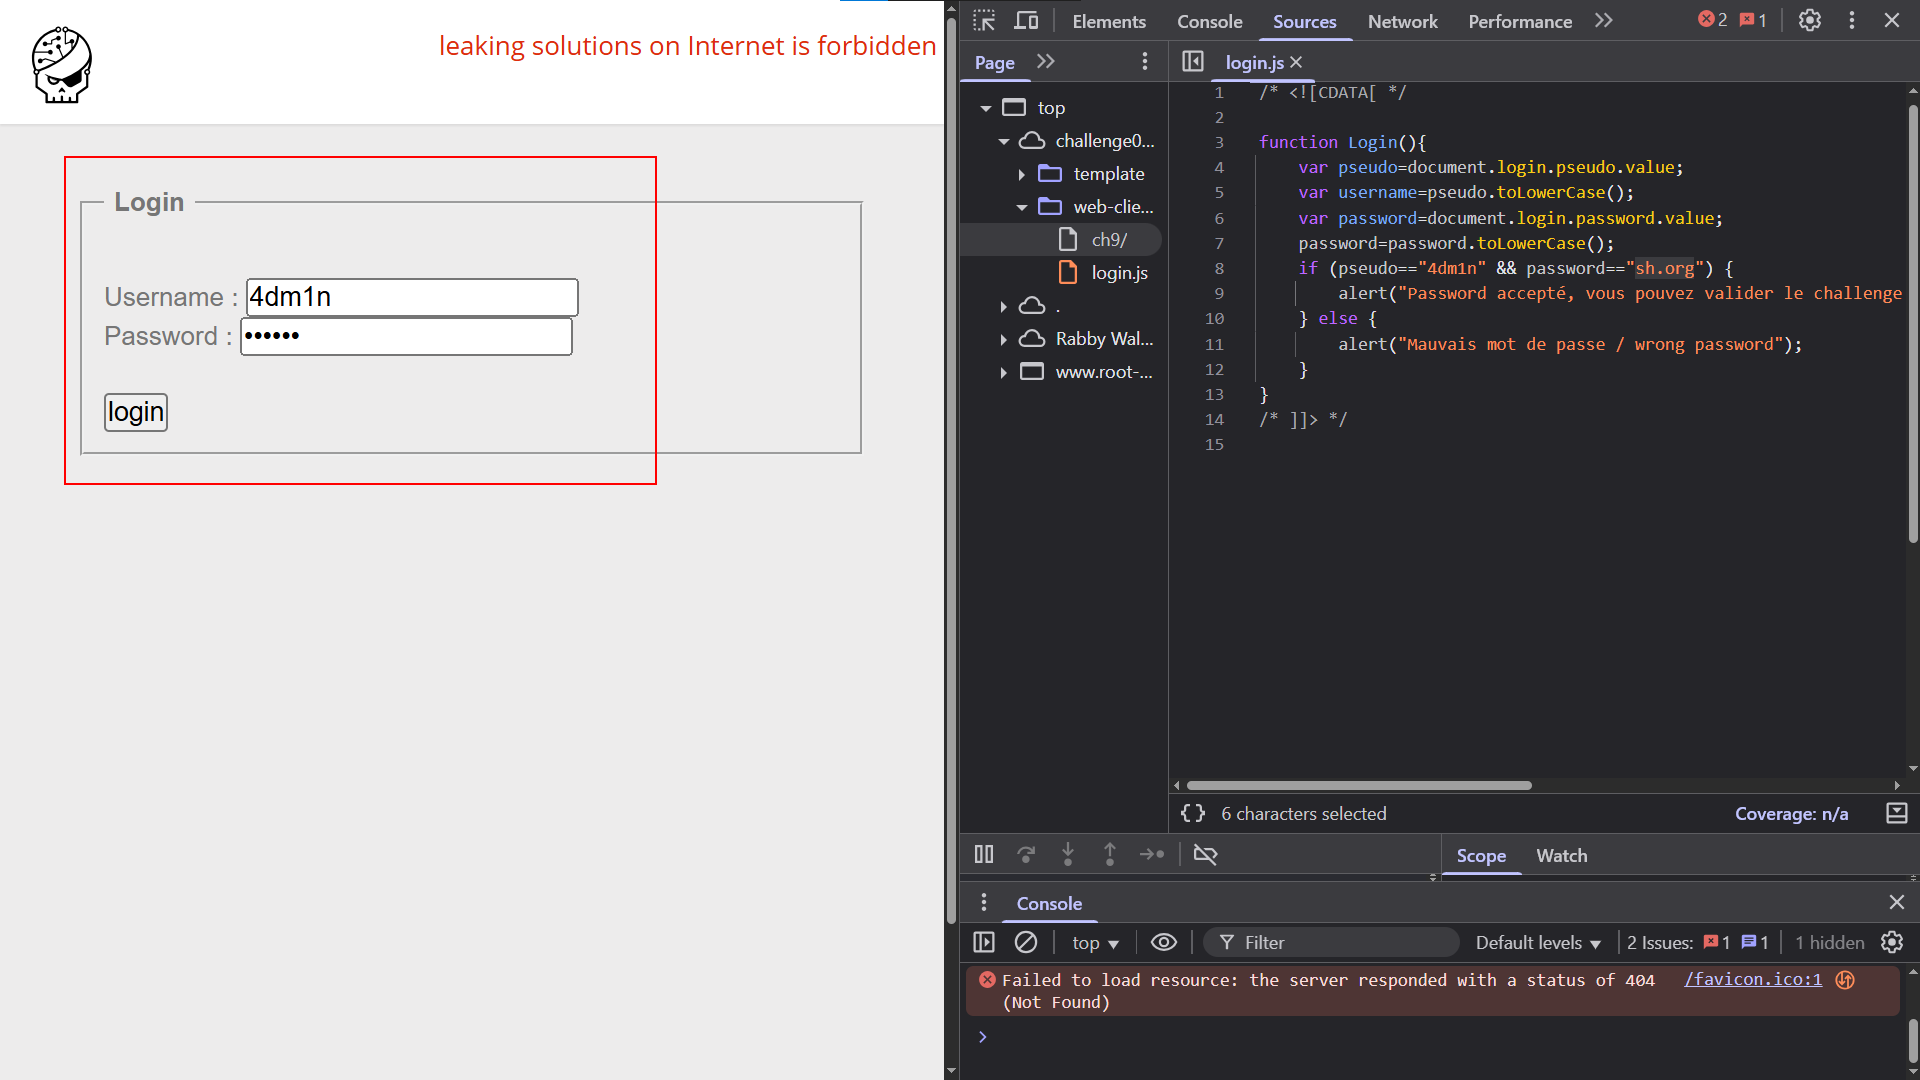 leaking solutions on Internet is forbidden
Login
Username : 4dm1n
Password : ••••••
login
Elements Console Sources Network Performance 2 1
Page login.js
top
challenge0...
template
web-clie...
ch9/
login.js
.
Rabby Wal...
www.root-...
1 /* <![CDATA[ */
2
3 function Login(){
4 var pseudo=document.login.pseudo.value;
5 var username=pseudo.toLowerCase();
6 var password=document.login.password.value;
7 password=password.toLowerCase();
8 if (pseudo=="4dm1n" && password=="sh.org") {
9 alert("Password accepté, vous pouvez valider le challenge
10 } else {
11 alert("Mauvais mot de passe / wrong password");
12 }
13 }
14 /* ]]> */
15
{} 6 characters selected Coverage: n/a
Scope Watch
Console
top Filter Default levels 2 Issues: 1 1 1 hidden
Failed to load resource: the server responded with a status of 404 /favicon.ico:1
(Not Found)